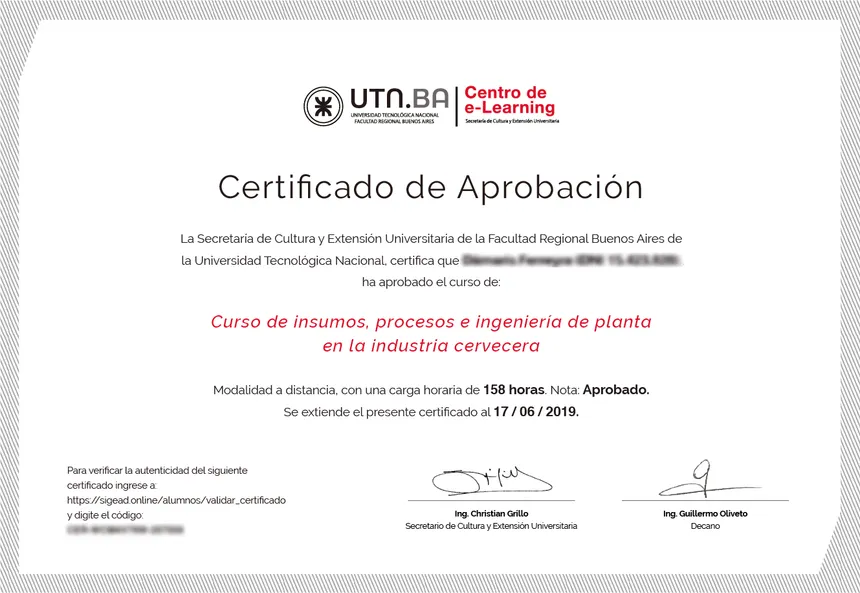 UTN.BA
UNIVERSIDAD TECNOLÓGICA NACIONAL
FACULTAD REGIONAL BUENOS AIRES
Centro de
e-Learning
Secretaría de Cultura y Extensión Universitaria
Certificado de Aprobación
La Secretaría de Cultura y Extensión Universitaria de la Facultad Regional Buenos Aires de
la Universidad Tecnológica Nacional, certifica que
ha aprobado el curso de:
Curso de insumos, procesos e ingeniería de planta
en la industria cervecera
Modalidad a distancia, con una carga horaria de 158 horas. Nota: Aprobado.
Se extiende el presente certificado al 17 / 06 / 2019.
Para verificar la autenticidad del siguiente
certificado ingrese a:
https://sigead.online/alumnos/validar_certificado
y digite el código:
Ing. Christian Grillo
Secretario de Cultura y Extensión Universitaria
Ing. Guillermo Oliveto
Decano